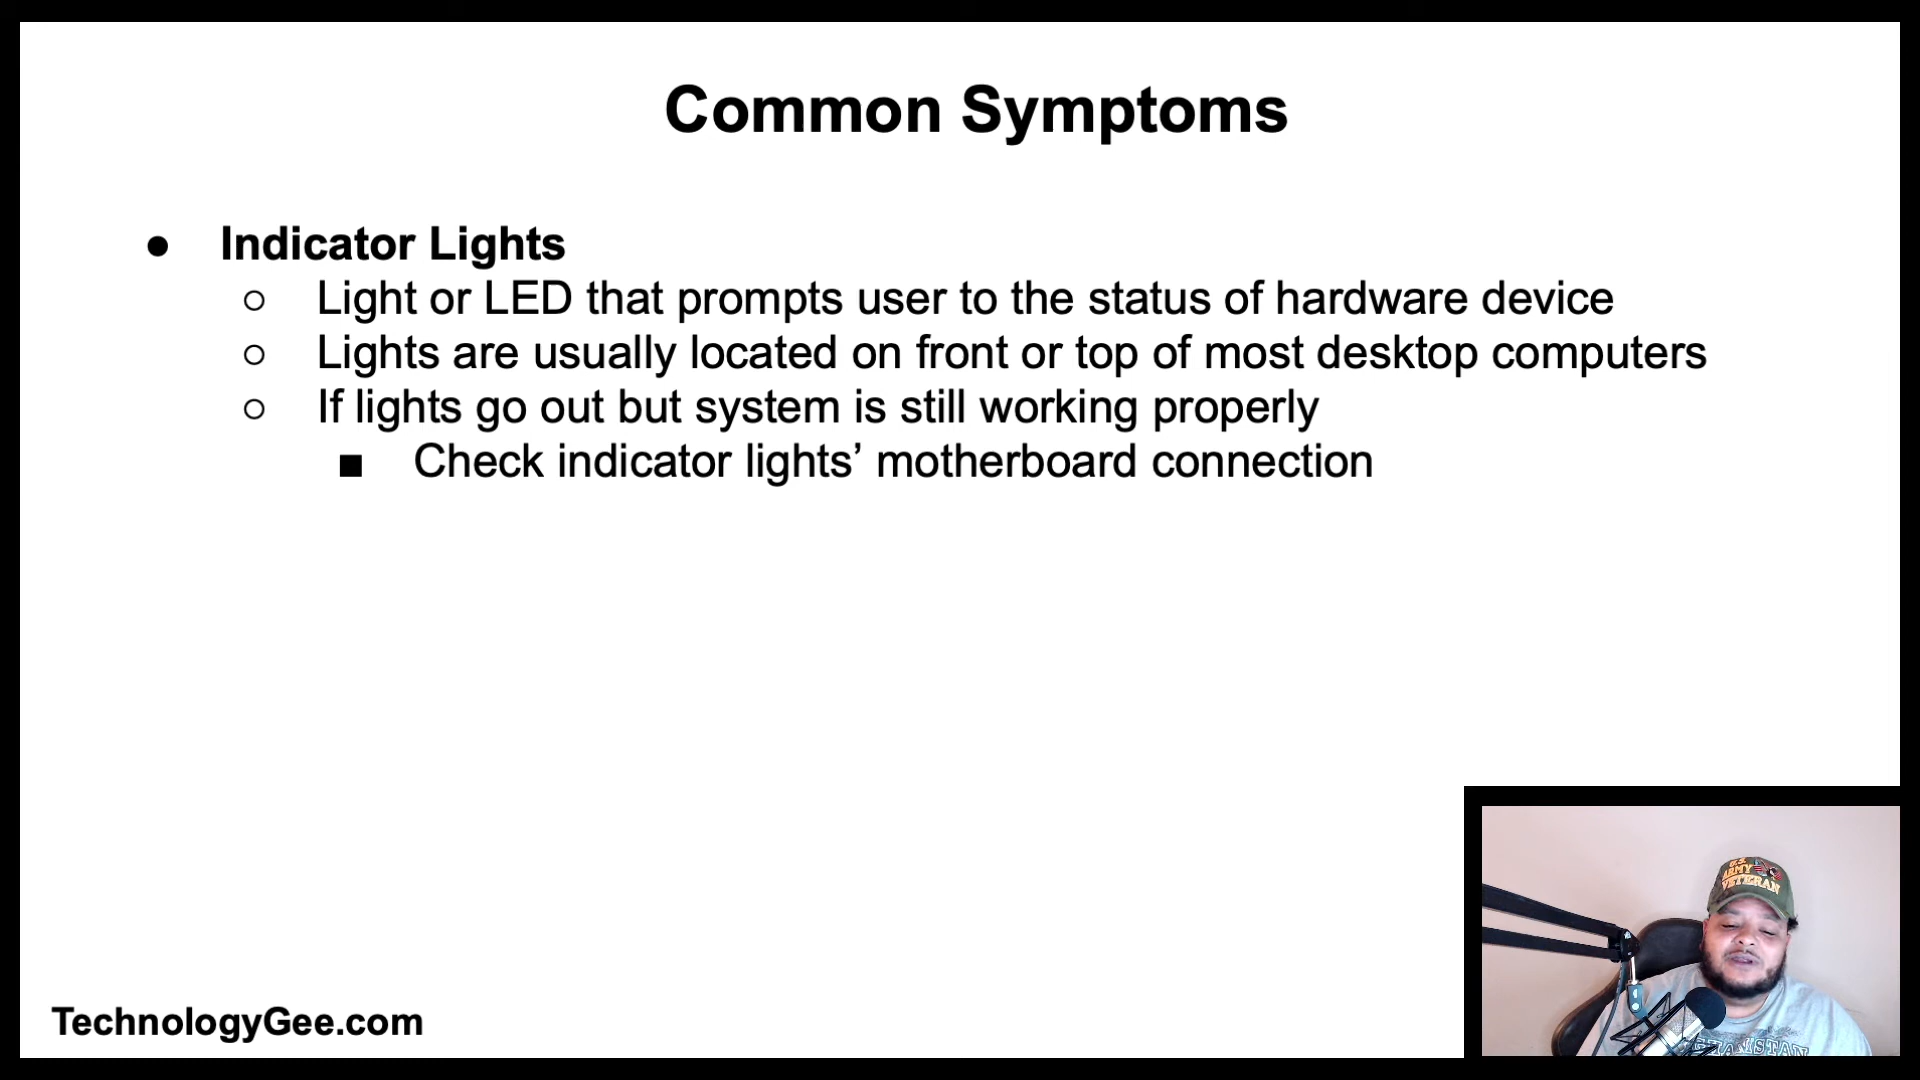 Common Symptoms
● Indicator Lights
○ Light or LED that prompts user to the status of hardware device
○ Lights are usually located on front or top of most desktop computers
○ If lights go out but system is still working properly
■ Check indicator lights’ motherboard connection
U.S.
ARMY
VETERAN
TechnologyGee.com